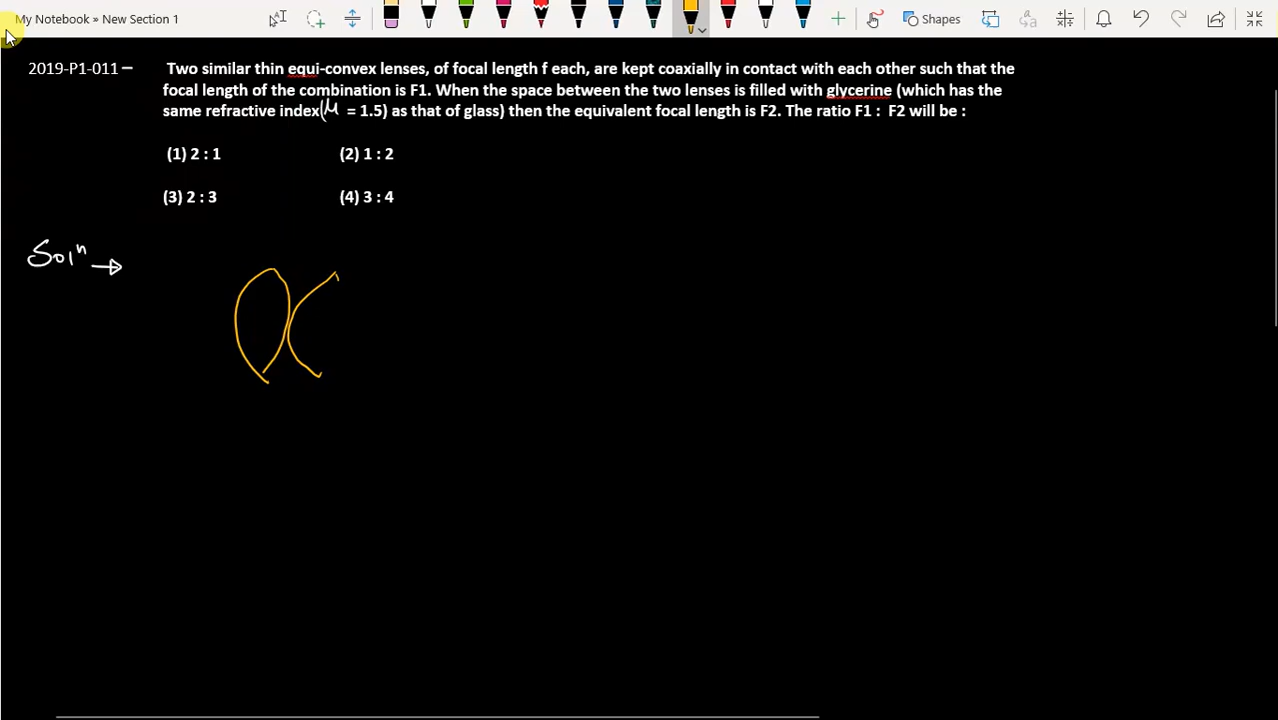 My Notebook » New Section 1
Shapes
2019-P1-011 – Two similar thin equi-convex lenses, of focal length f each, are kept coaxially in contact with each other such that the
focal length of the combination is F1. When the space between the two lenses is filled with glycerine (which has the
same refractive index(μ = 1.5) as that of glass) then the equivalent focal length is F2. The ratio F1 : F2 will be :
(1) 2 : 1 (2) 1 : 2
(3) 2 : 3 (4) 3 : 4
Solⁿ →